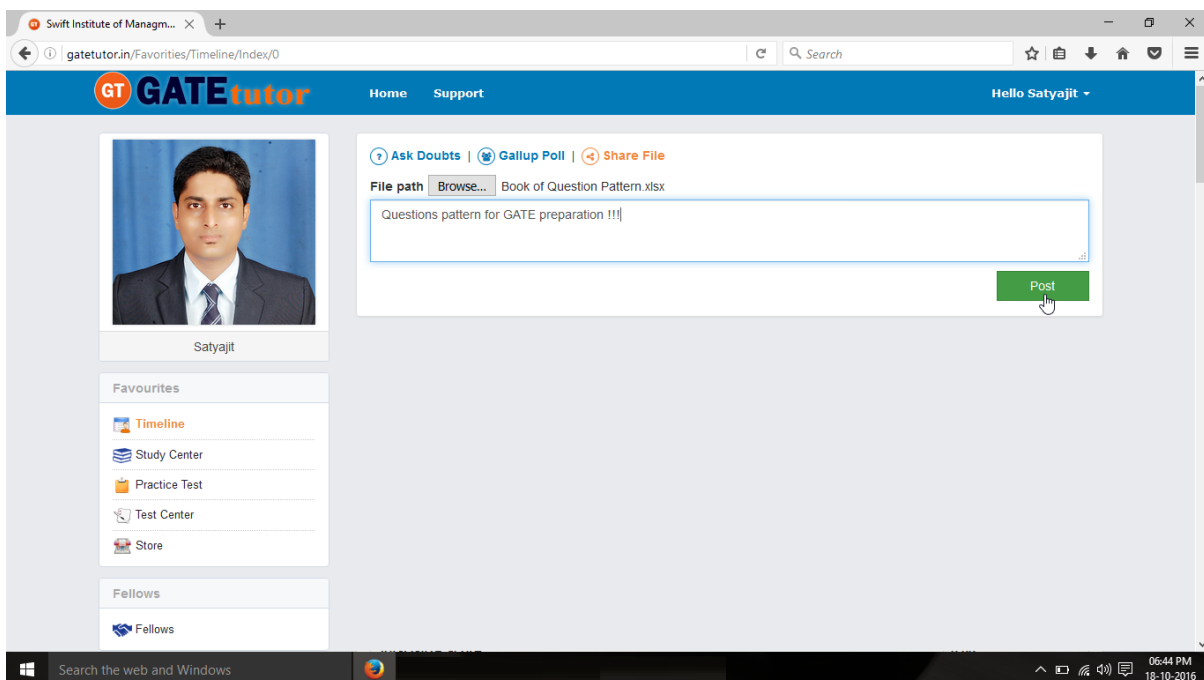 Swift Institute of Managm...
gatetutor.in/Favorities/Timeline/Index/0
Search
GT GATEtutor
Home Support
Hello Satyajit
? Ask Doubts | Gallup Poll | Share File
File path Browse... Book of Question Pattern.xlsx
Questions pattern for GATE preparation !!!
Post
Satyajit
Favourites
Timeline
Study Center
Practice Test
Test Center
Store
Fellows
Fellows
Search the web and Windows
06:44 PM
18-10-2016